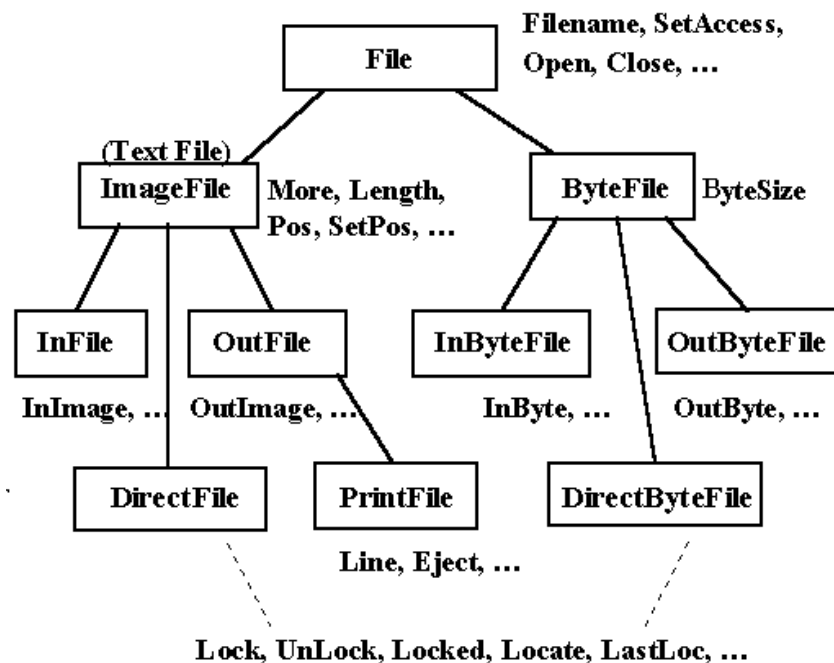 Filename, SetAccess,
File
Open, Close, …
(Text File)
ImageFile
More, Length,
Pos, SetPos, …
ByteFile
ByteSize
InFile
OutFile
InByteFile
OutByteFile
InImage, …
OutImage, …
InByte, …
OutByte, …
DirectFile
PrintFile
DirectByteFile
Line, Eject, …
Lock, UnLock, Locked, Locate, LastLoc, …